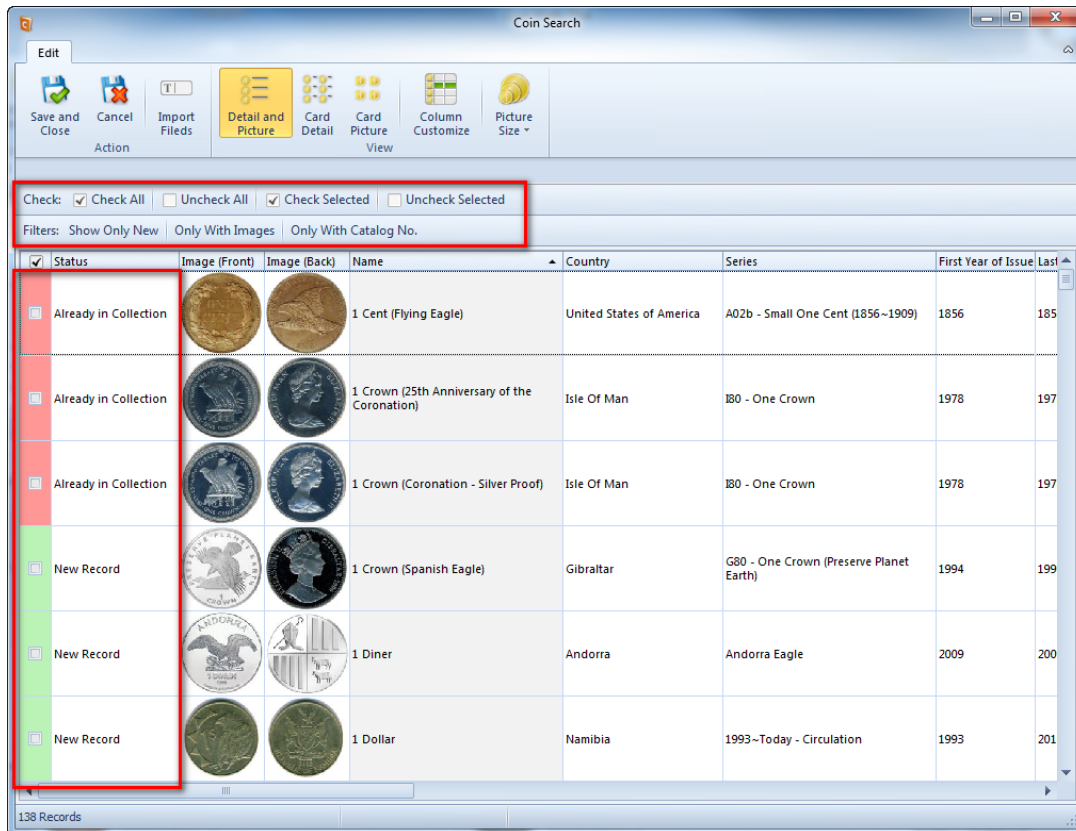 Coin Search
Edit
Save and Close
Cancel
Import Fileds
Detail and Picture
Card Detail
Card Picture
Column Customize
Picture Size
Action
View
Check: Check All Uncheck All Check Selected Uncheck Selected
Filters: Show Only New Only With Images Only With Catalog No.
Status Image (Front) Image (Back) Name Country Series First Year of Issue Last
Already in Collection 1 Cent (Flying Eagle) United States of America A02b - Small One Cent (1856~1909) 1856 185
Already in Collection 1 Crown (25th Anniversary of the Coronation) Isle Of Man I80 - One Crown 1978 197
Already in Collection 1 Crown (Coronation - Silver Proof) Isle Of Man I80 - One Crown 1978 197
New Record 1 Crown (Spanish Eagle) Gibraltar G80 - One Crown (Preserve Planet Earth) 1994 199
New Record 1 Diner Andorra Andorra Eagle 2009 200
New Record 1 Dollar Namibia 1993~Today - Circulation 1993 201
138 Records